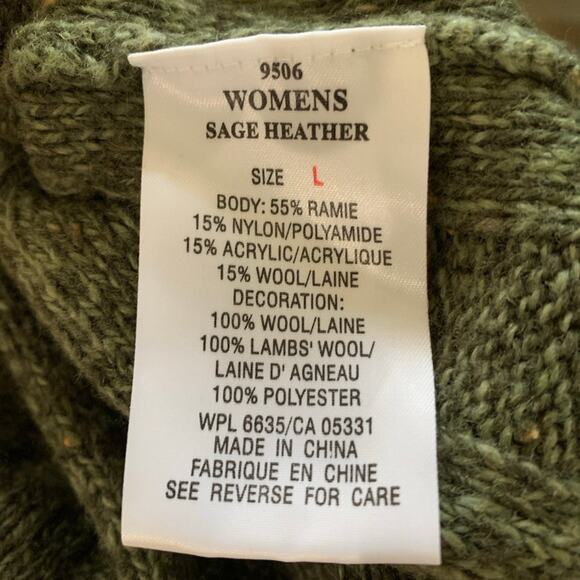 9506
WOMENS
SAGE HEATHER
SIZE L
BODY: 55% RAMIE
15% NYLON/POLYAMIDE
15% ACRYLIC/ACRYLIQUE
15% WOOL/LAINE
DECORATION:
100% WOOL/LAINE
100% LAMBS' WOOL/
LAINE D' AGNEAU
100% POLYESTER
WPL 6635/CA 05331
MADE IN CHINA
FABRIQUE EN CHINE
SEE REVERSE FOR CARE